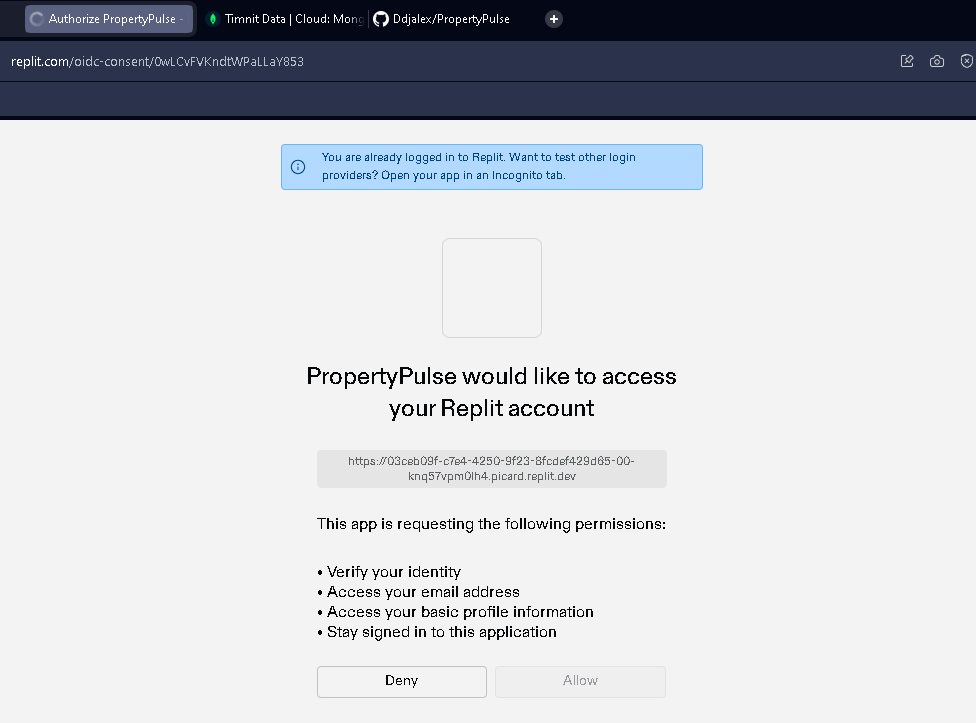 Authorize PropertyPulse -
Timnit Data | Cloud: Mong
Ddjalex/PropertyPulse
replit.com/oidc-consent/0wLCvFVKndtWPaLLaY853
You are already logged in to Replit. Want to test other login
providers? Open your app in an Incognito tab.
PropertyPulse would like to access
your Replit account
https://03ceb09f-c7e4-4250-9f23-8fcdef429d65-00-
knq57vpm0lh4.picard.replit.dev
This app is requesting the following permissions:
• Verify your identity
• Access your email address
• Access your basic profile information
• Stay signed in to this application
Deny
Allow